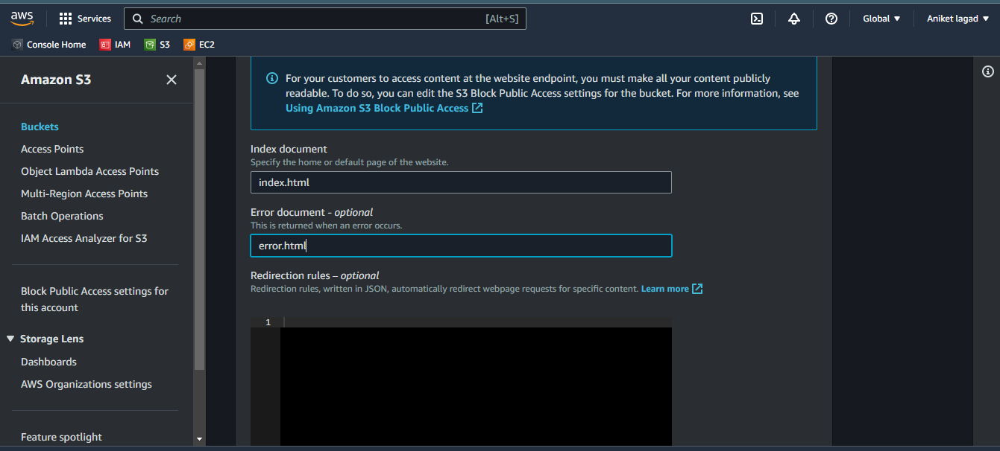 aws
Services
Search
[Alt+S]
Global
Aniket lagad
Console Home
IAM
S3
EC2
Amazon S3
Buckets
Access Points
Object Lambda Access Points
Multi-Region Access Points
Batch Operations
IAM Access Analyzer for S3
Block Public Access settings for
this account
Storage Lens
Dashboards
AWS Organizations settings
Feature spotlight
For your customers to access content at the website endpoint, you must make all your content publicly
readable. To do so, you can edit the S3 Block Public Access settings for the bucket. For more information, see
Using Amazon S3 Block Public Access
Index document
Specify the home or default page of the website.
index.html
Error document - optional
This is returned when an error occurs.
error.html
Redirection rules – optional
Redirection rules, written in JSON, automatically redirect webpage requests for specific content. Learn more
1